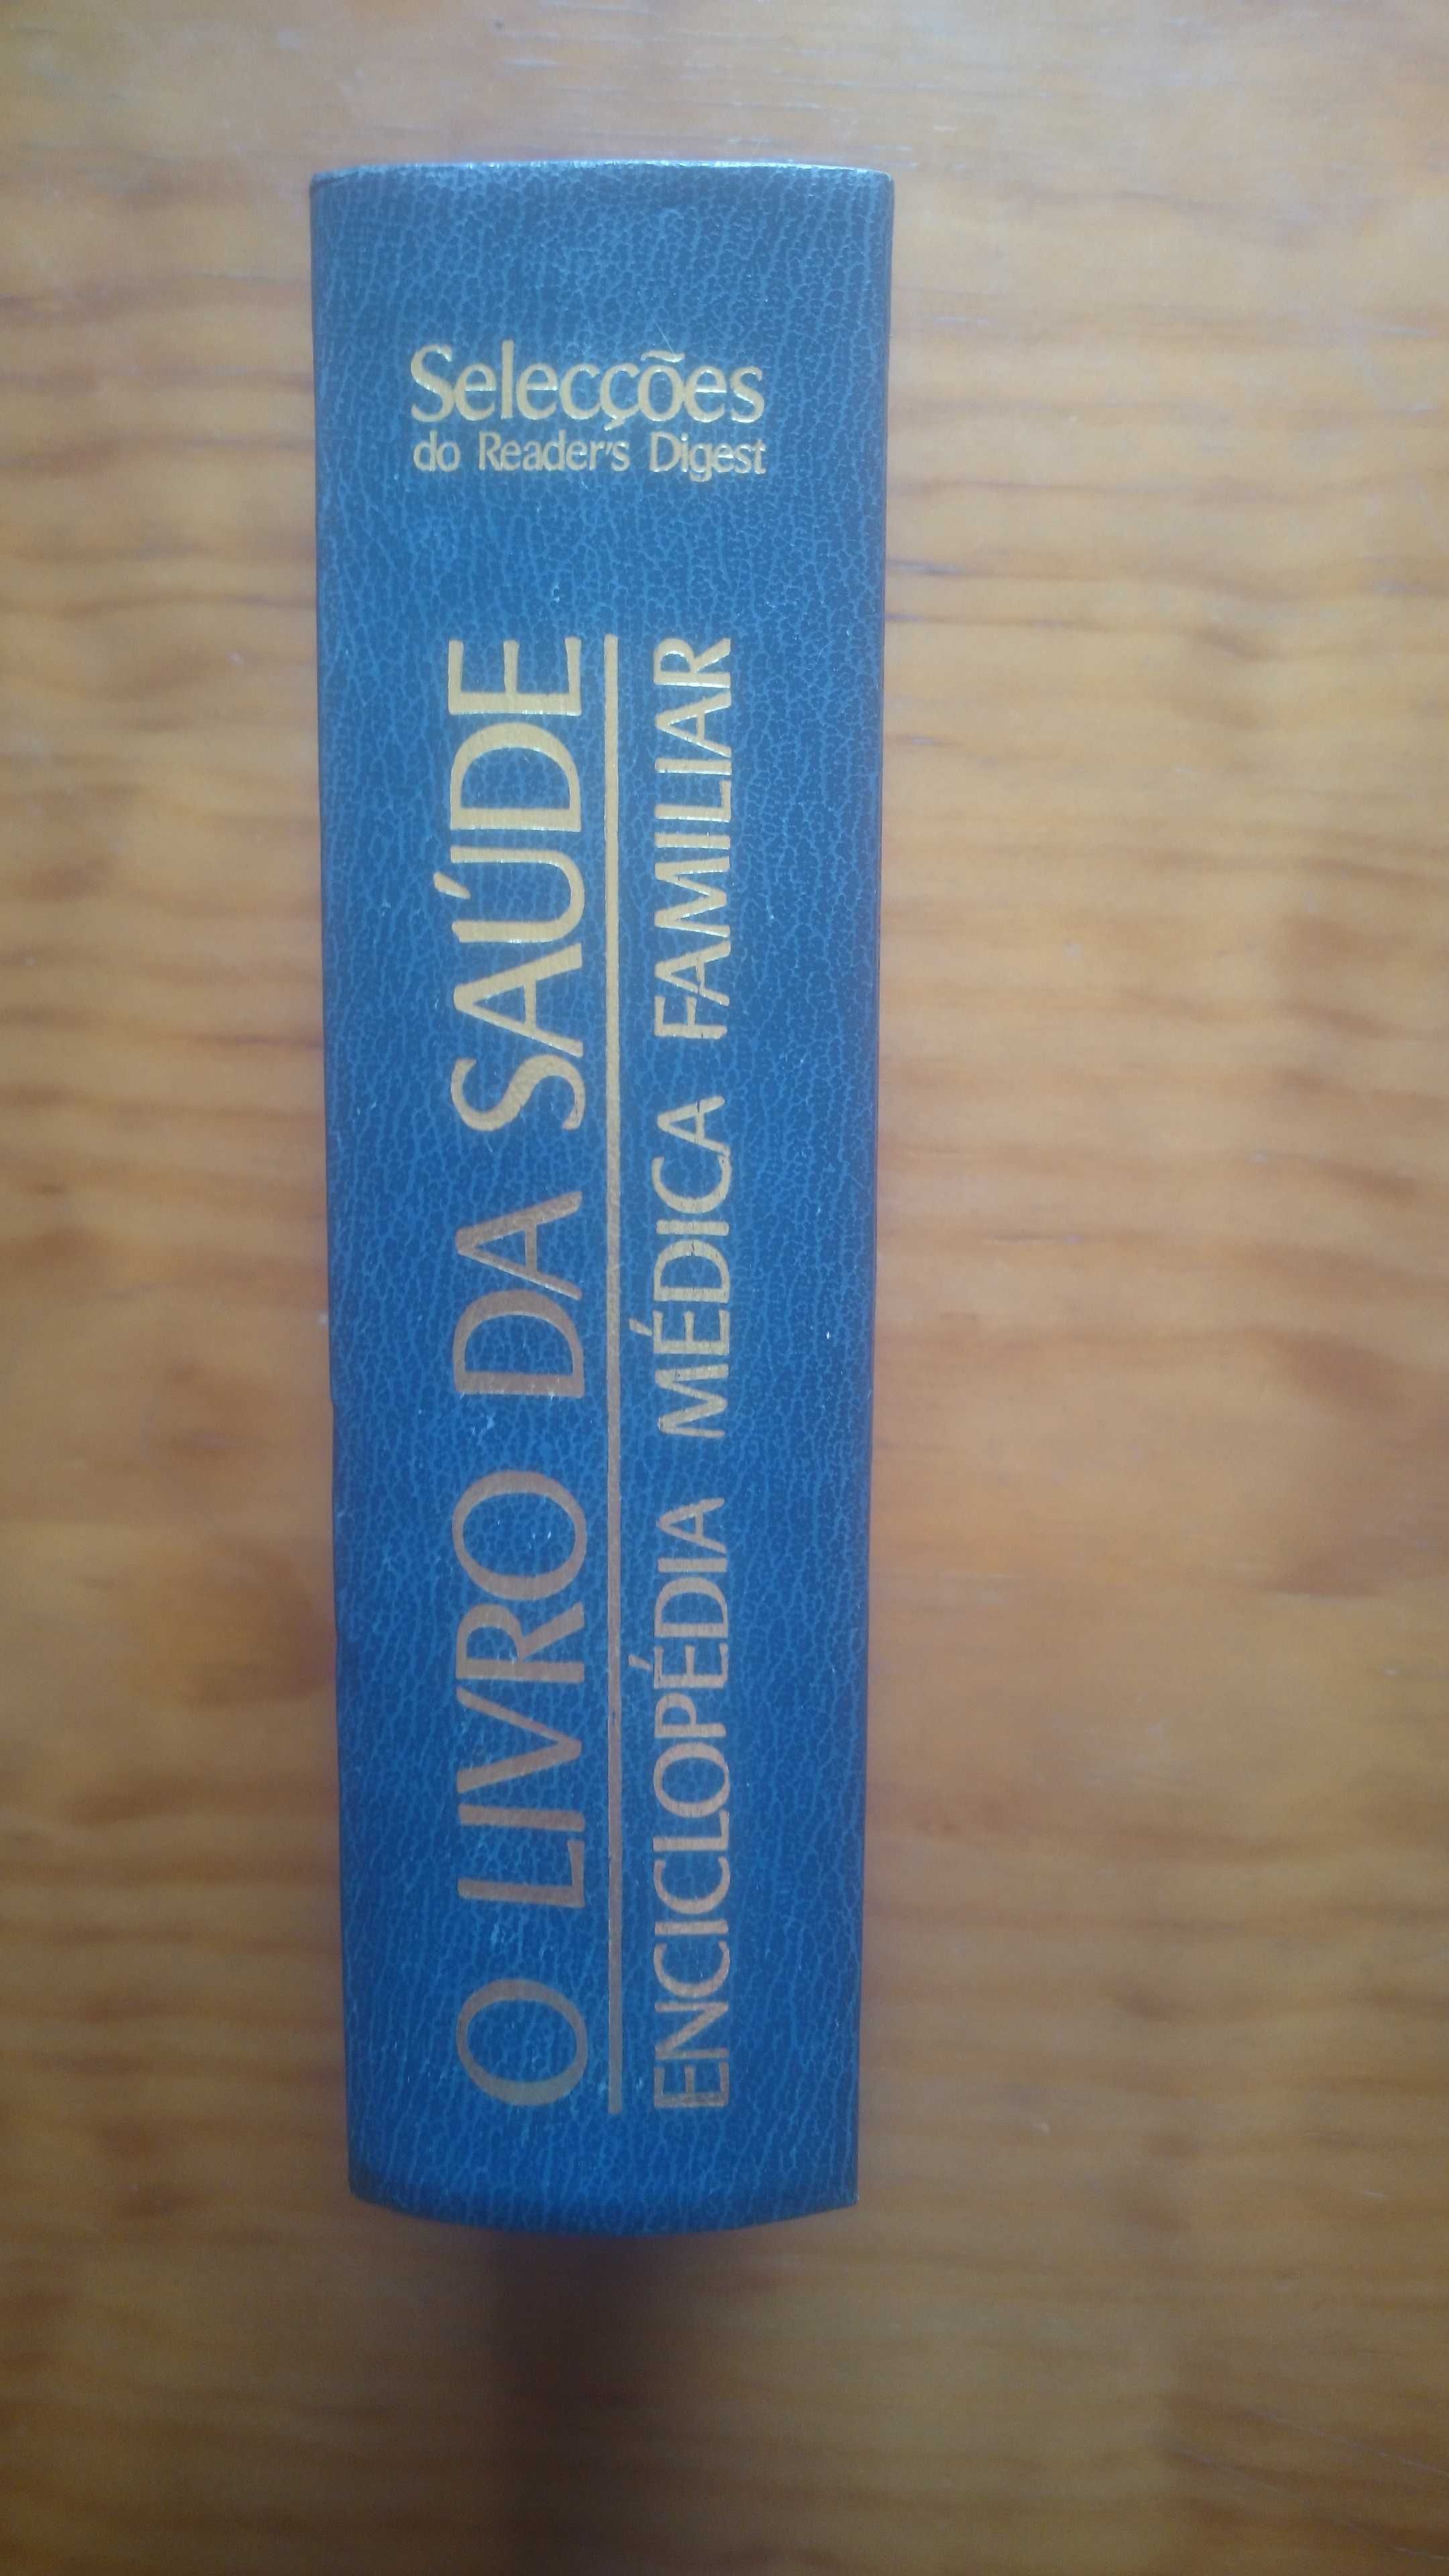 Selecções
do Reader's Digest
O LIVRO DA SAÚDE
ENCICLOPÉDIA MÉDICA FAMILIAR